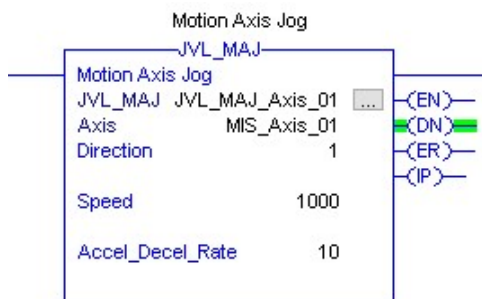 Motion Axis Jog
JVL_MAJ
Motion Axis Jog
JVL_MAJ JVL_MAJ_Axis_01 ... (EN)
Axis MIS_Axis_01 (DN)
Direction 1 (ER)
(IP)
Speed 1000
Accel_Decel_Rate 10